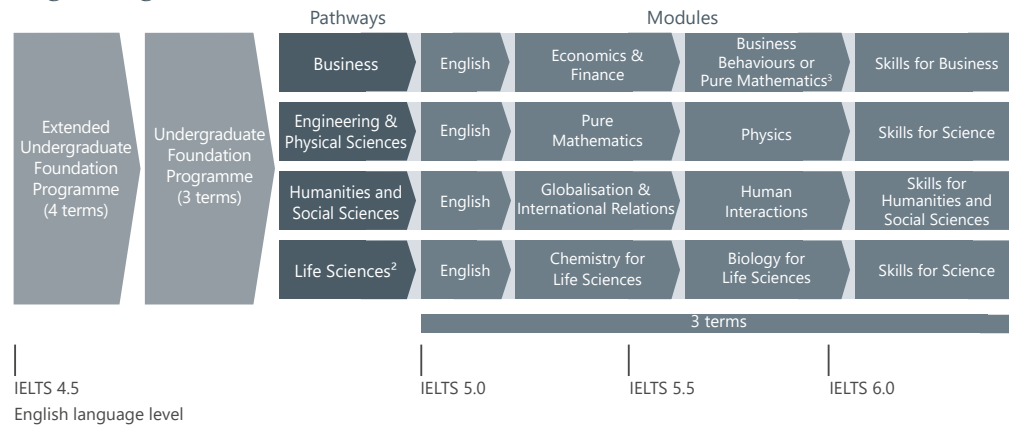 Pathways
Modules
Extended
Undergraduate
Foundation
Programme
(4 terms)
Undergraduate
Foundation
Programme
(3 terms)
Business
English
Economics &
Finance
Business
Behaviours or
Pure Mathematics³
Skills for Business
Engineering &
Physical Sciences
English
Pure
Mathematics
Physics
Skills for Science
Humanities and
Social Sciences
English
Globalisation &
International Relations
Human
Interactions
Skills for
Humanities and
Social Sciences
Life Sciences²
English
Chemistry for
Life Sciences
Biology for
Life Sciences
Skills for Science
3 terms
IELTS 4.5
IELTS 5.0
IELTS 5.5
IELTS 6.0
English language level